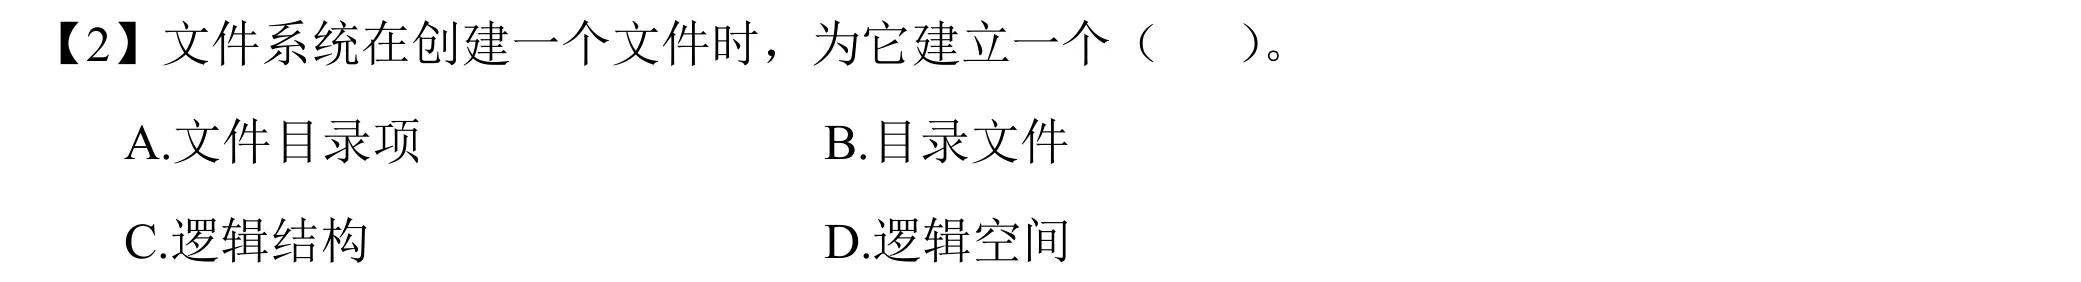 【2】文件系统在创建一个文件时，为它建立一个（　　）。
A.文件目录项　　B.目录文件
C.逻辑结构　　D.逻辑空间